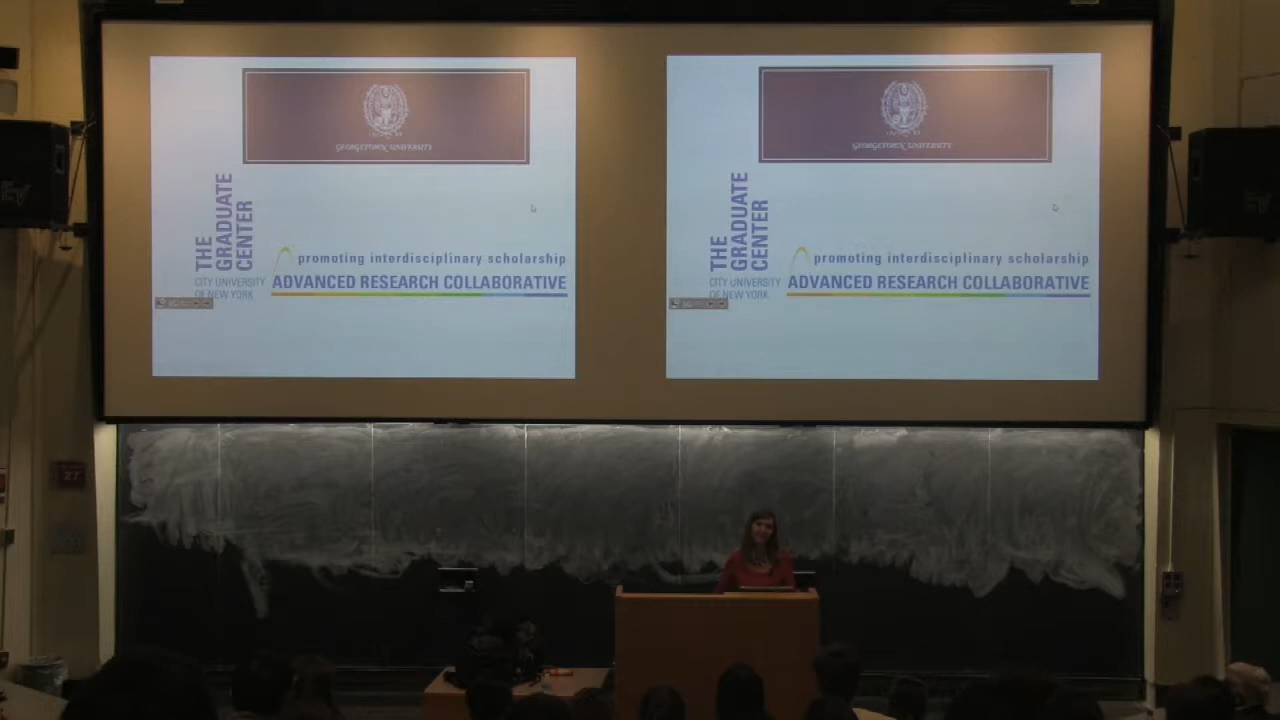 GEORGETOWN UNIVERSITY
THE
GRADUATE
CENTER
CITY UNIVERSITY
OF NEW YORK
promoting interdisciplinary scholarship
ADVANCED RESEARCH COLLABORATIVE
GEORGETOWN UNIVERSITY
THE
GRADUATE
CENTER
CITY UNIVERSITY
OF NEW YORK
promoting interdisciplinary scholarship
ADVANCED RESEARCH COLLABORATIVE
27